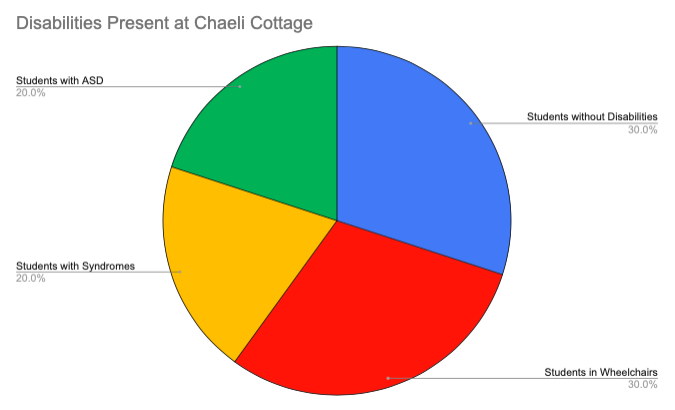 Disabilities Present at Chaeli Cottage
Students with ASD
20.0%
Students without Disabilities
30.0%
Students with Syndromes
20.0%
Students in Wheelchairs
30.0%